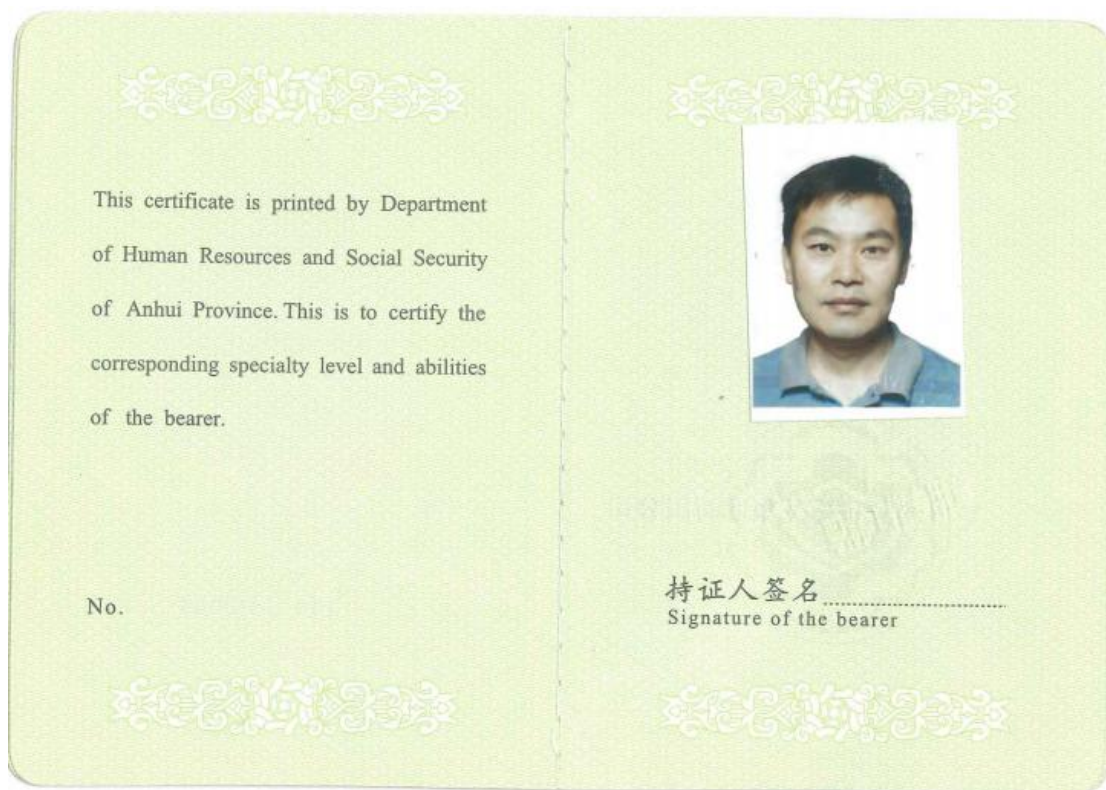 This certificate is printed by Department
of Human Resources and Social Security
of Anhui Province. This is to certify the
corresponding specialty level and abilities
of the bearer.
No.
持证人签名
Signature of the bearer